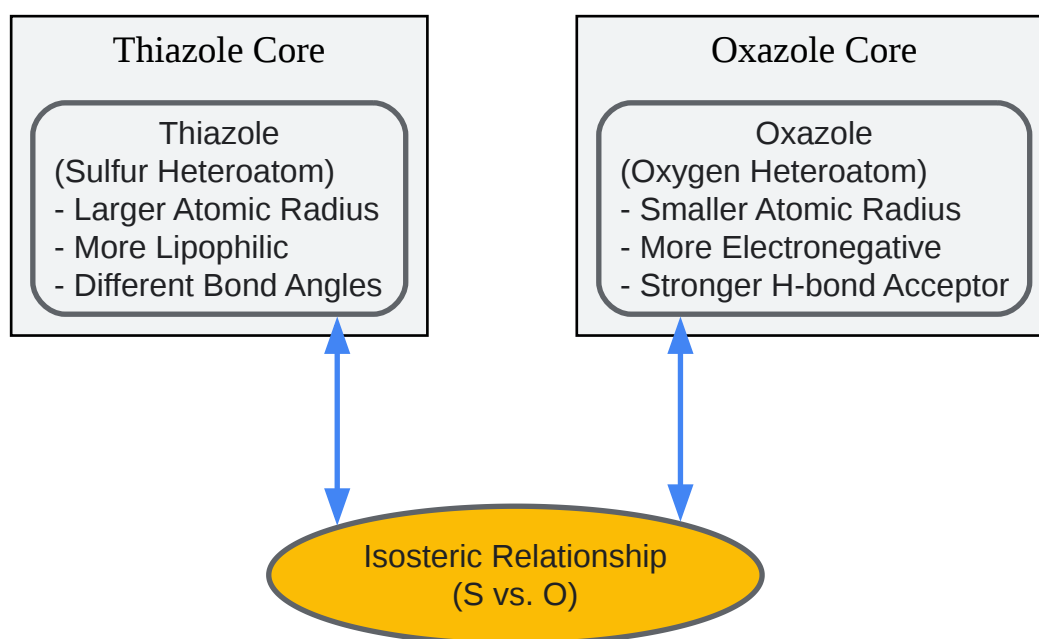 Thiazole Core
Thiazole
(Sulfur Heteroatom)
- Larger Atomic Radius
- More Lipophilic
- Different Bond Angles
Oxazole Core
Oxazole
(Oxygen Heteroatom)
- Smaller Atomic Radius
- More Electronegative
- Stronger H-bond Acceptor
Isosteric Relationship
(S vs. O)